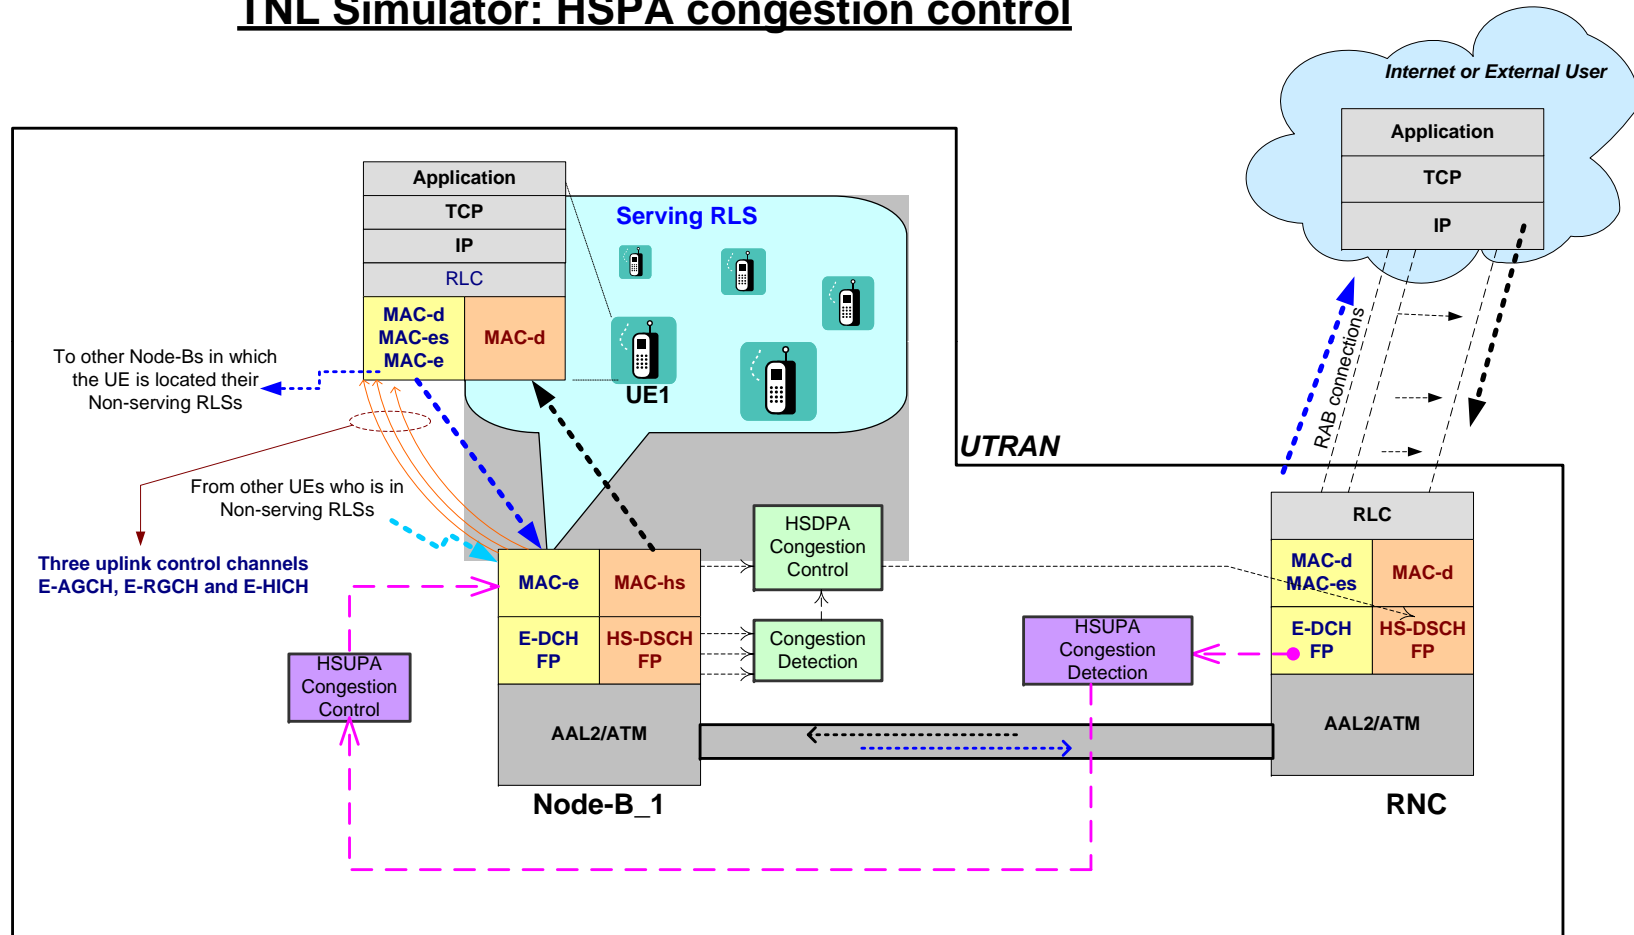 TNL Simulator: HSPA congestion control
Internet or External User
Application
TCP
IP
Application
TCP
IP
RLC
MAC-d
MAC-es
MAC-e
MAC-d
Serving RLS
UE1
To other Node-Bs in which
the UE is located their
Non-serving RLSs
RAB connections
UTRAN
From other UEs who is in
Non-serving RLSs
Three uplink control channels
E-AGCH, E-RGCH and E-HICH
HSDPA
Congestion
Control
RLC
MAC-d
MAC-es
MAC-d
MAC-e
MAC-hs
E-DCH
FP
HS-DSCH
FP
Congestion
Detection
HSUPA
Congestion
Detection
E-DCH
FP
HS-DSCH
FP
HSUPA
Congestion
Control
AAL2/ATM
AAL2/ATM
Node-B_1
RNC